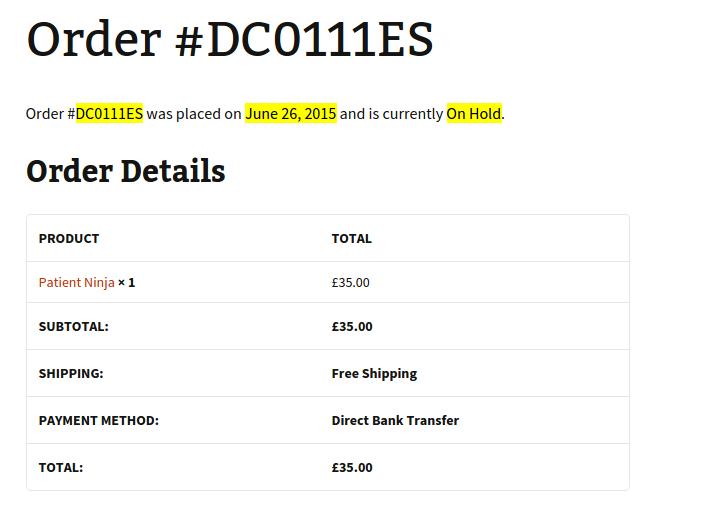 Order #DC0111ES
Order #DC0111ES was placed on June 26, 2015 and is currently On Hold.
Order Details
PRODUCT TOTAL
Patient Ninja × 1 £35.00
SUBTOTAL: £35.00
SHIPPING: Free Shipping
PAYMENT METHOD: Direct Bank Transfer
TOTAL: £35.00